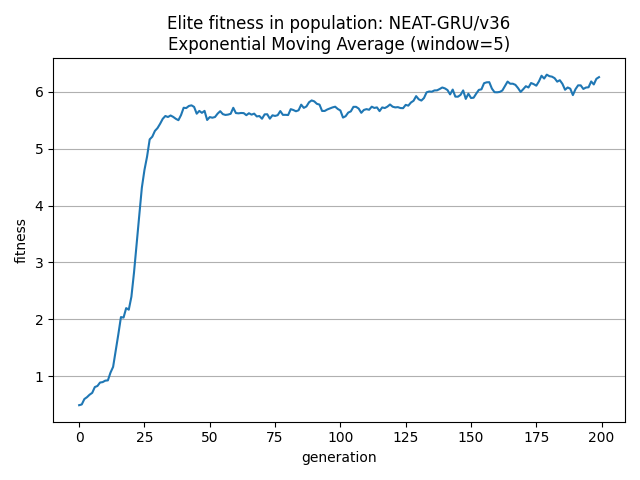 Elite fitness in population: NEAT-GRU/v36
Exponential Moving Average (window=5)
fitness
6
5
4
3
2
1
0 25 50 75 100 125 150 175 200
generation